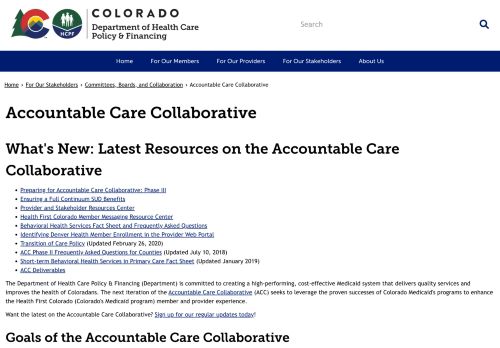 COLORADO
Department of Health Care
Policy & Financing
HCPF
Search
Home
For Our Members
For Our Providers
For Our Stakeholders
About Us
Home › For Our Stakeholders › Committees, Boards, and Collaboration › Accountable Care Collaborative
Accountable Care Collaborative
What's New: Latest Resources on the Accountable Care
Collaborative
Preparing for Accountable Care Collaborative: Phase III
Ensuring a Full Continuum SUD Benefits
Provider and Stakeholder Resources Center
Health First Colorado Member Messaging Resource Center
Behavioral Health Services Fact Sheet and Frequently Asked Questions
Identifying Denver Health Member Enrollment in the Provider Web Portal
Transition of Care Policy (Updated February 26, 2020)
ACC Phase II Frequently Asked Questions for Counties (Updated July 10, 2018)
Short-term Behavioral Health Services in Primary Care Fact Sheet (Updated January 2019)
ACC Deliverables
The Department of Health Care Policy & Financing (Department) is committed to creating a high-performing, cost-effective Medicaid system that delivers quality services and
improves the health of Coloradans. The next iteration of the Accountable Care Collaborative (ACC) seeks to leverage the proven successes of Colorado Medicaid's programs to enhance
the Health First Colorado (Colorado's Medicaid program) member and provider experience.
Want the latest on the Accountable Care Collaborative? Sign up for our regular updates today!
Goals of the Accountable Care Collaborative